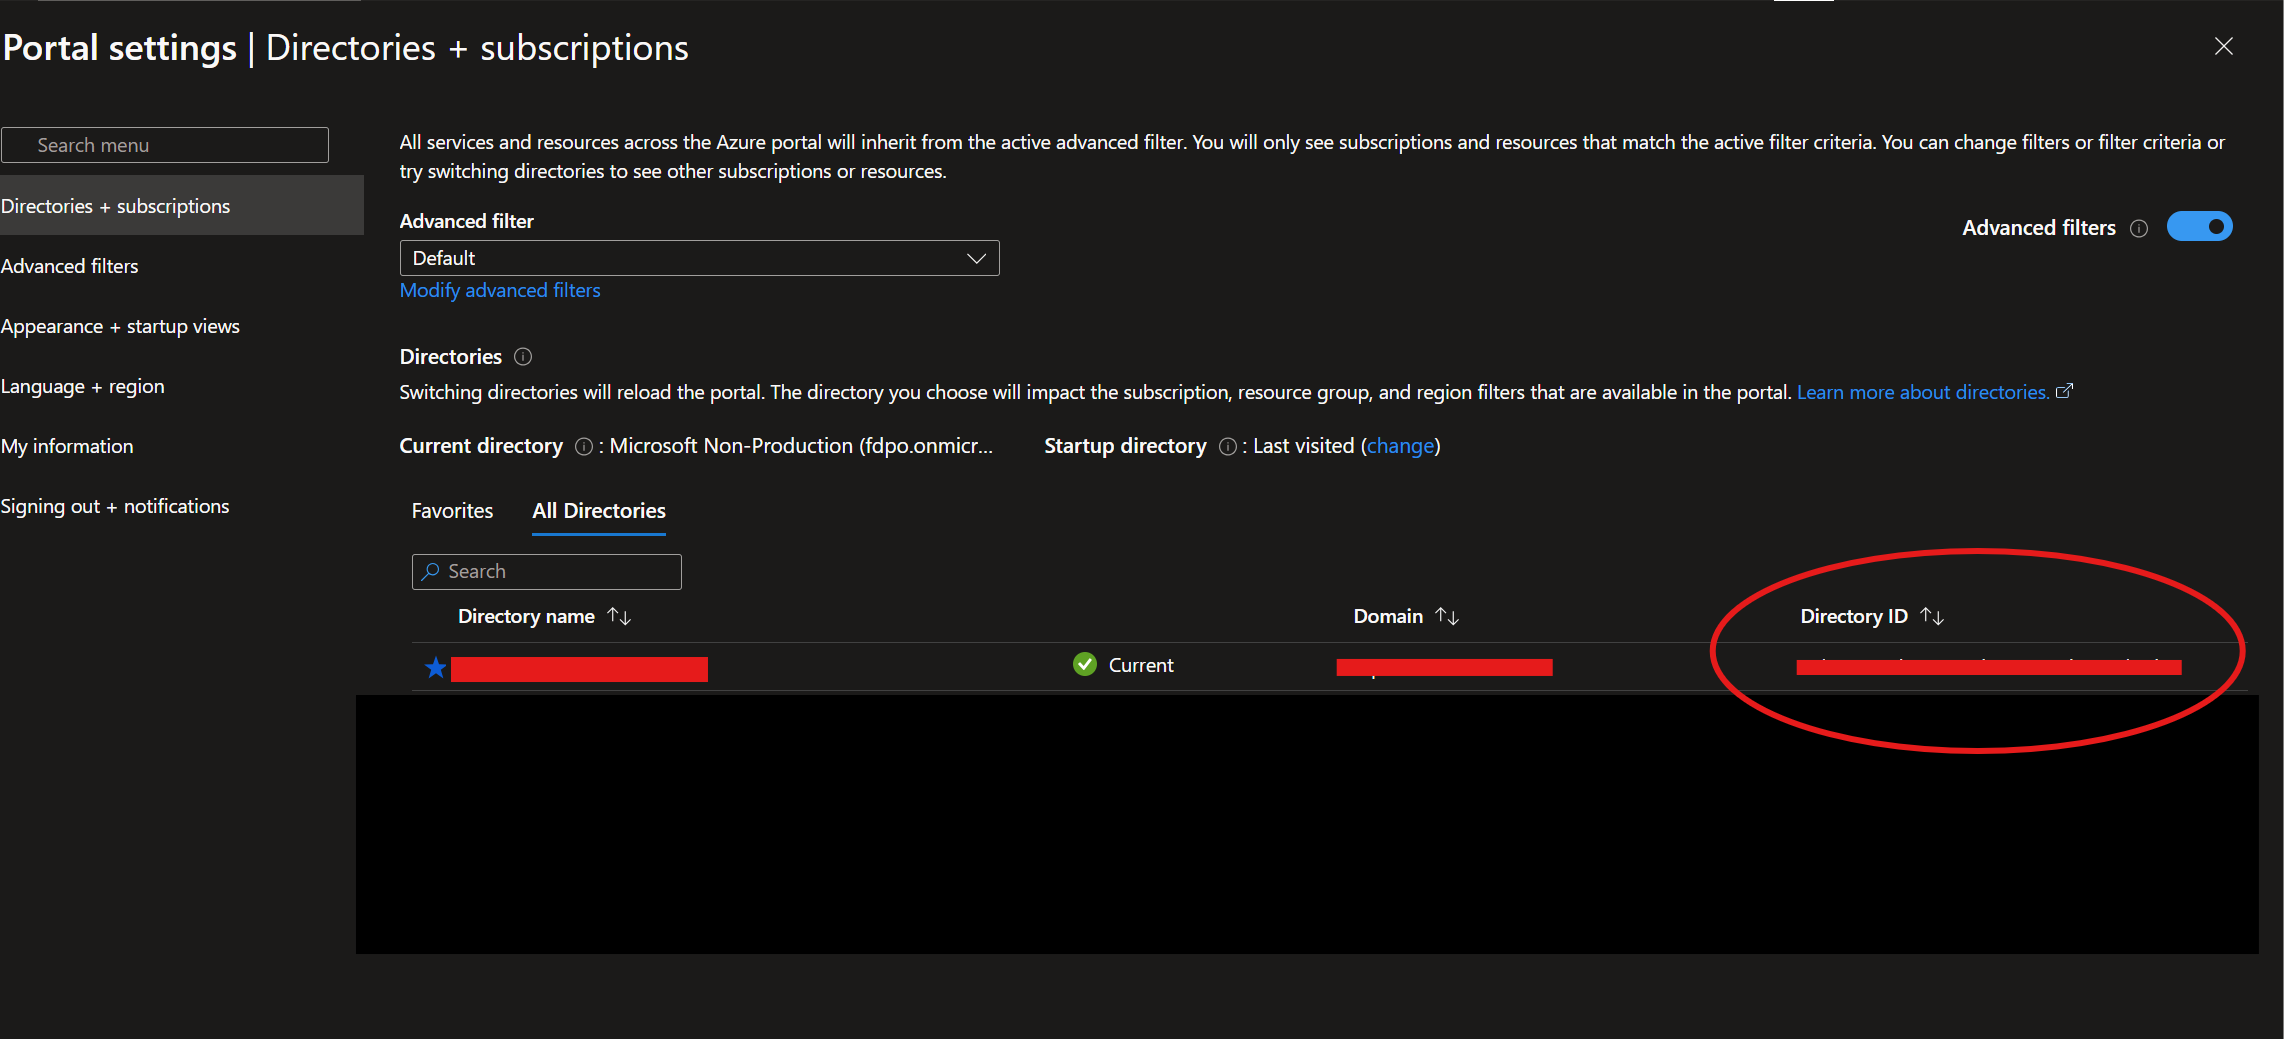 Portal settings | Directories + subscriptions
Search menu
Directories + subscriptions
Advanced filters
Appearance + startup views
Language + region
My information
Signing out + notifications
All services and resources across the Azure portal will inherit from the active advanced filter. You will only see subscriptions and resources that match the active filter criteria. You can change filters or filter criteria or
try switching directories to see other subscriptions or resources.
Advanced filter
Advanced filters
Default
Modify advanced filters
Directories
Switching directories will reload the portal. The directory you choose will impact the subscription, resource group, and region filters that are available in the portal. Learn more about directories.
Current directory : Microsoft Non-Production (fdpo.onmicr...
Startup directory : Last visited (change)
Favorites
All Directories
Search
Directory name
Domain
Directory ID
Current